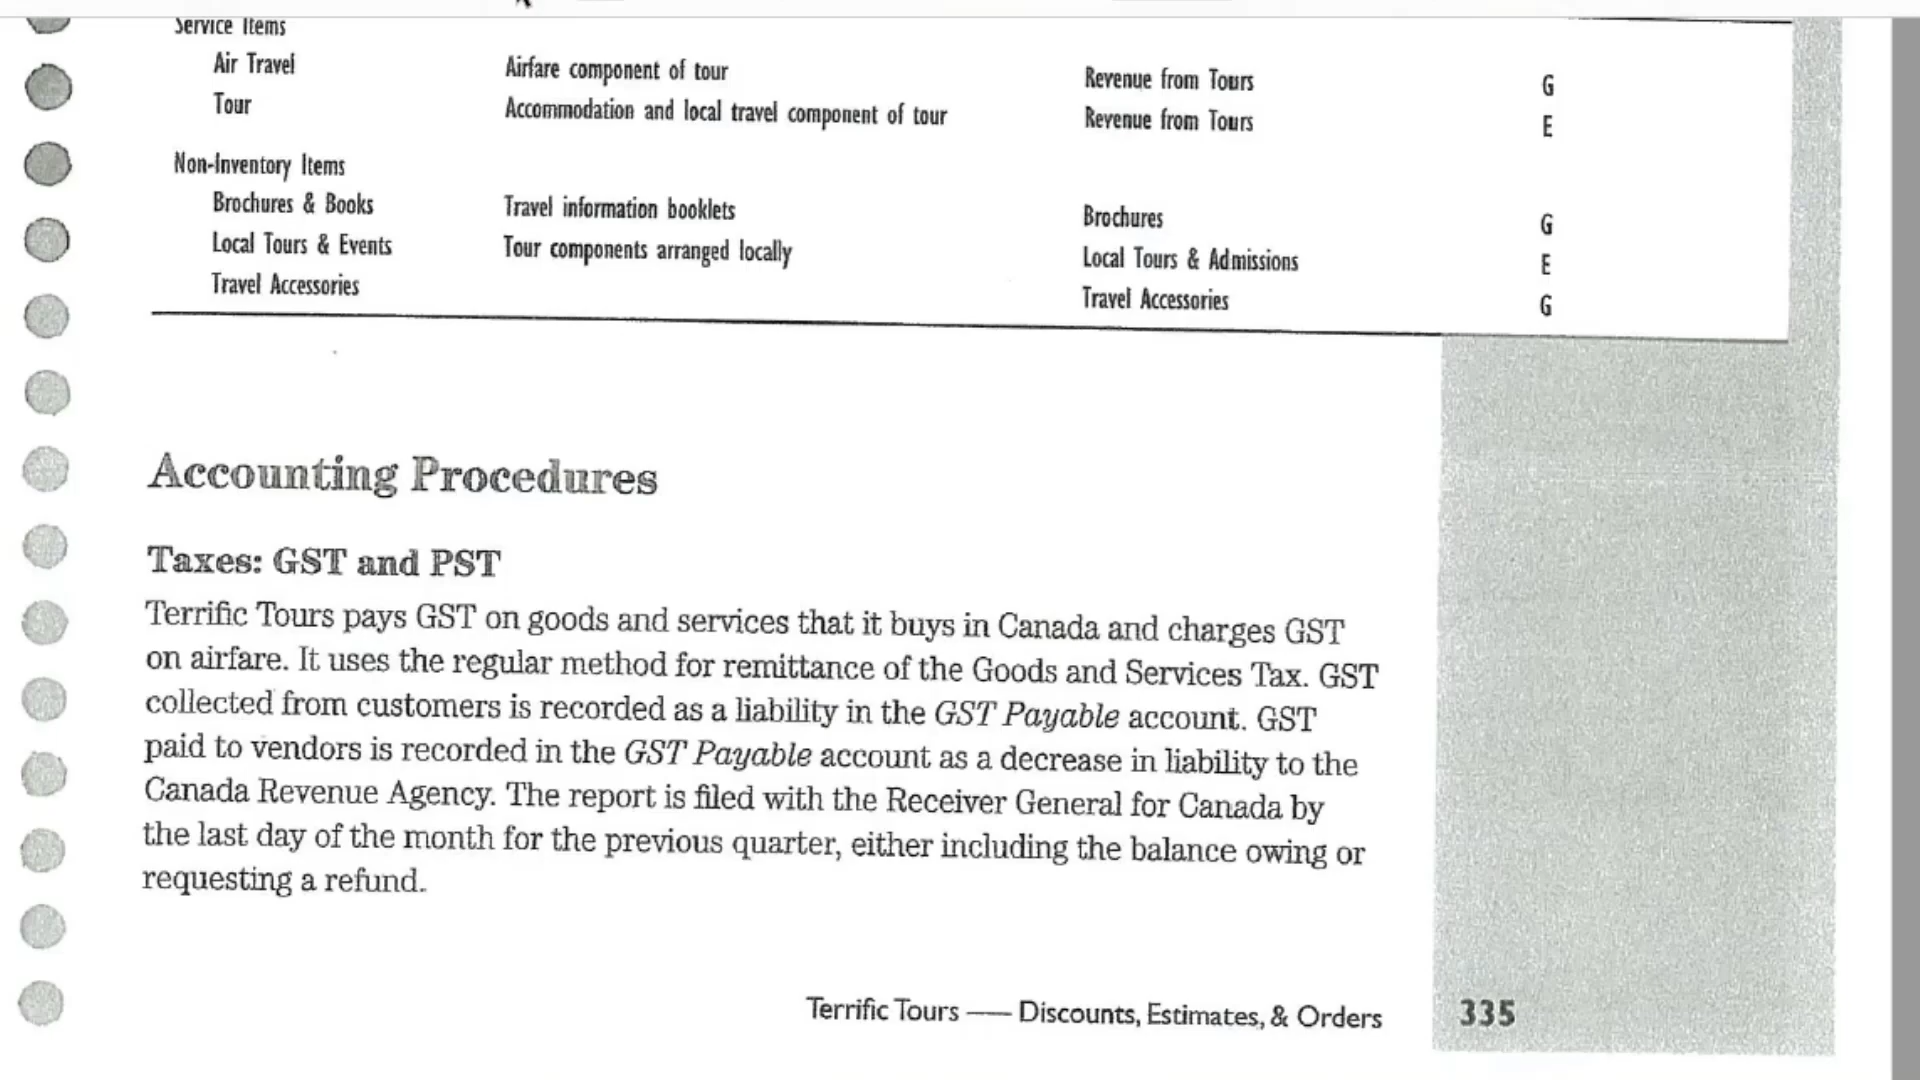 Service Items
Air Travel Airfare component of tour Revenue from Tours G
Tour Accommodation and local travel component of tour Revenue from Tours E
Non-Inventory Items
Brochures & Books Travel information booklets Brochures G
Local Tours & Events Tour components arranged locally Local Tours & Admissions E
Travel Accessories Travel Accessories G
Accounting Procedures
Taxes: GST and PST
Terrific Tours pays GST on goods and services that it buys in Canada and charges GST
on airfare. It uses the regular method for remittance of the Goods and Services Tax. GST
collected from customers is recorded as a liability in the GST Payable account. GST
paid to vendors is recorded in the GST Payable account as a decrease in liability to the
Canada Revenue Agency. The report is filed with the Receiver General for Canada by
the last day of the month for the previous quarter, either including the balance owing or
requesting a refund.
Terrific Tours — Discounts, Estimates, & Orders 335